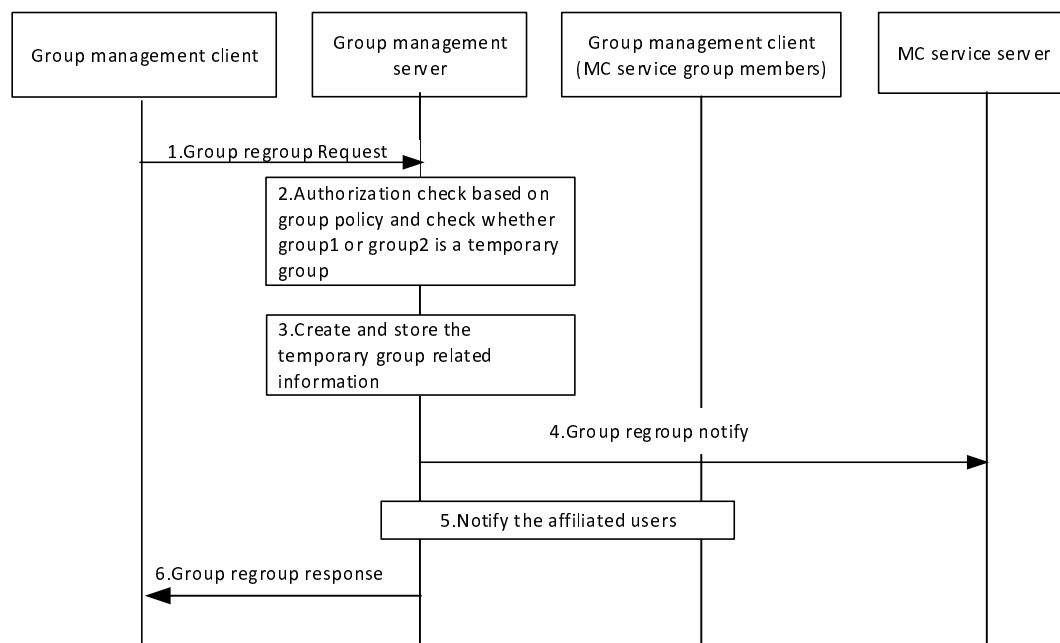 Group management client
Group management
server
Group management client
(MC service group members)
MC service server
1.Group regroup Request
2.Authorization check based on
group policy and check whether
group1 or group2 is a temporary
group
3.Create and store the
temporary group related
information
4.Group regroup notify
5.Notify the affiliated users
6.Group regroup response